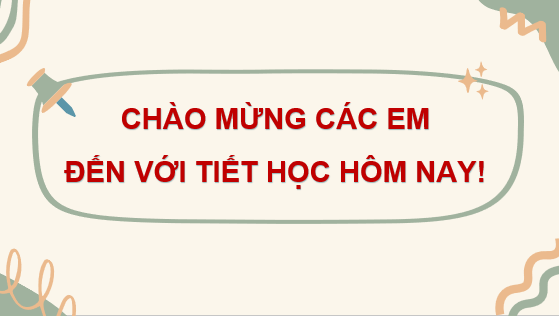 CHÀO MỪNG CÁC EM
ĐẾN VỚI TIẾT HỌC HÔM NAY!